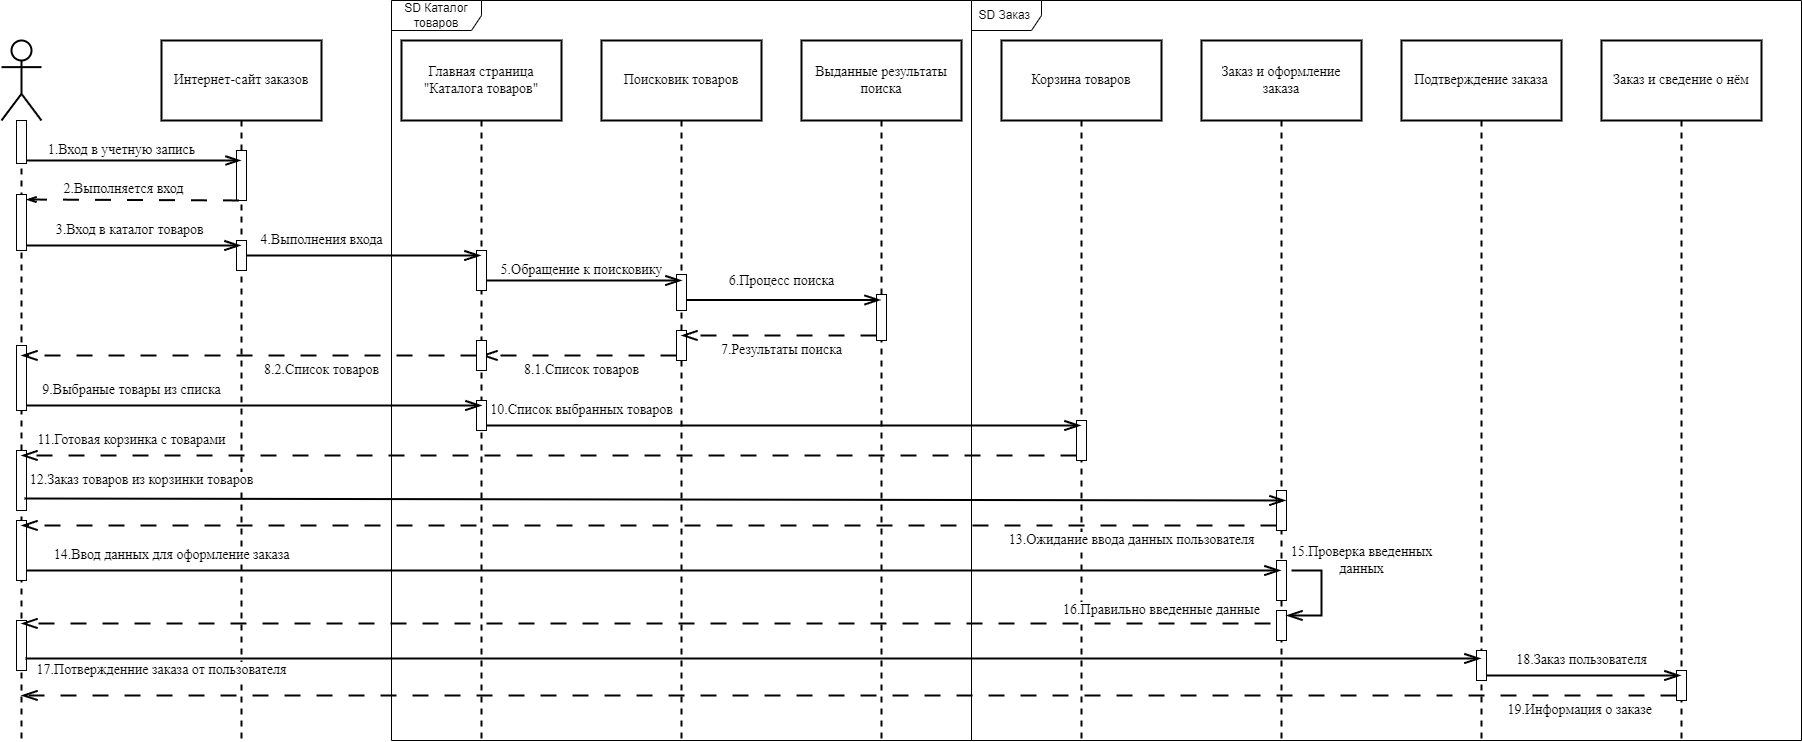 SD Каталог
товаров
SD Заказ
Интернет-сайт заказов
Главная страница
"Каталога товаров"
Поисковик товаров
Выданные результаты
поиска
Корзина товаров
Заказ и оформление
заказа
Подтверждение заказа
Заказ и сведение о нём
1.Вход в учетную запись
2.Выполняется вход
3.Вход в каталог товаров
4.Выполнения входа
5.Обращение к поисковику
6.Процесс поиска
7.Результаты поиска
8.2.Список товаров
8.1.Список товаров
9.Выбраные товары из списка
10.Список выбранных товаров
11.Готовая корзинка с товарами
12.Заказ товаров из корзинки товаров
13.Ожидание ввода данных пользователя
14.Ввод данных для оформление заказа
15.Проверка введенных
данных
16.Правильно введенные данные
17.Потверженние заказа от пользователя
18.Заказ пользователя
19.Информация о заказе